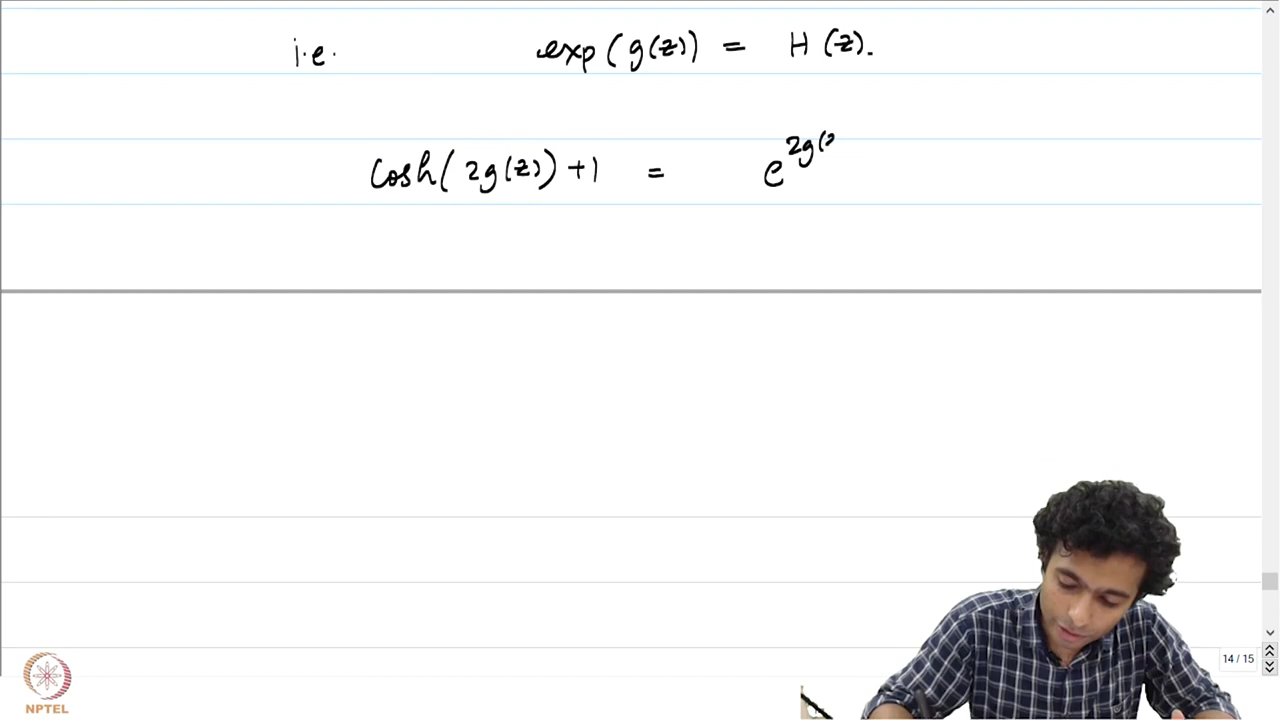 i.e. exp(g(z)) = H(z).
cosh(2g(z))+1 = e^{2g(z
14 / 15
NPTEL